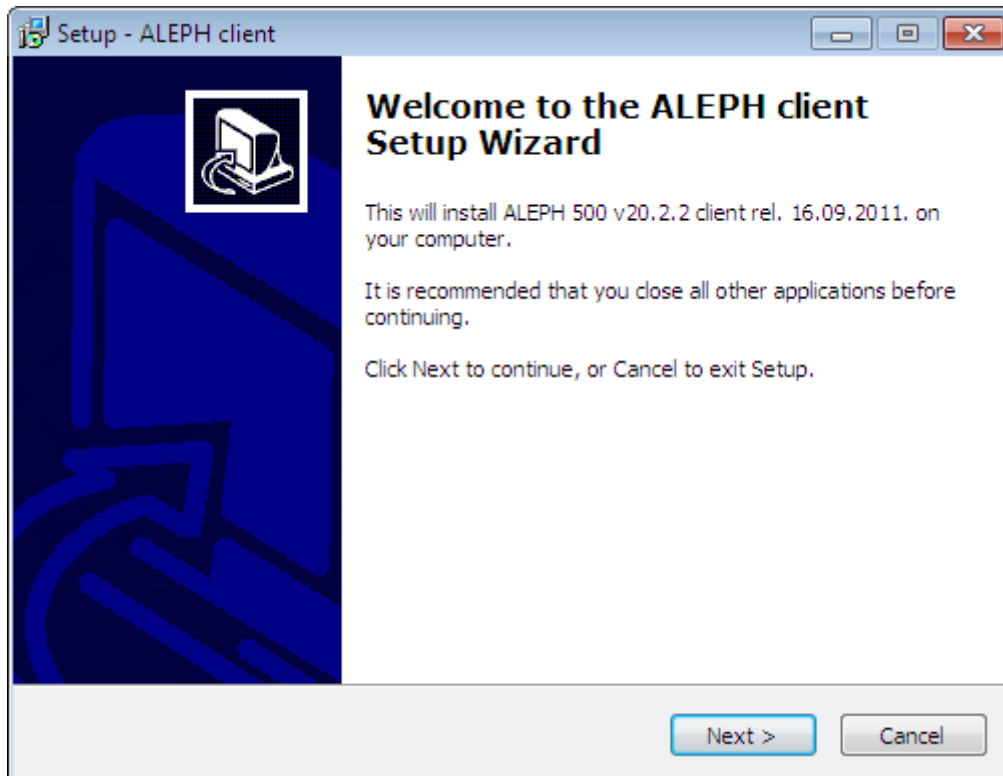 Setup - ALEPH client
Welcome to the ALEPH client
Setup Wizard
This will install ALEPH 500 v20.2.2 client rel. 16.09.2011. on
your computer.
It is recommended that you close all other applications before
continuing.
Click Next to continue, or Cancel to exit Setup.
Next >
Cancel